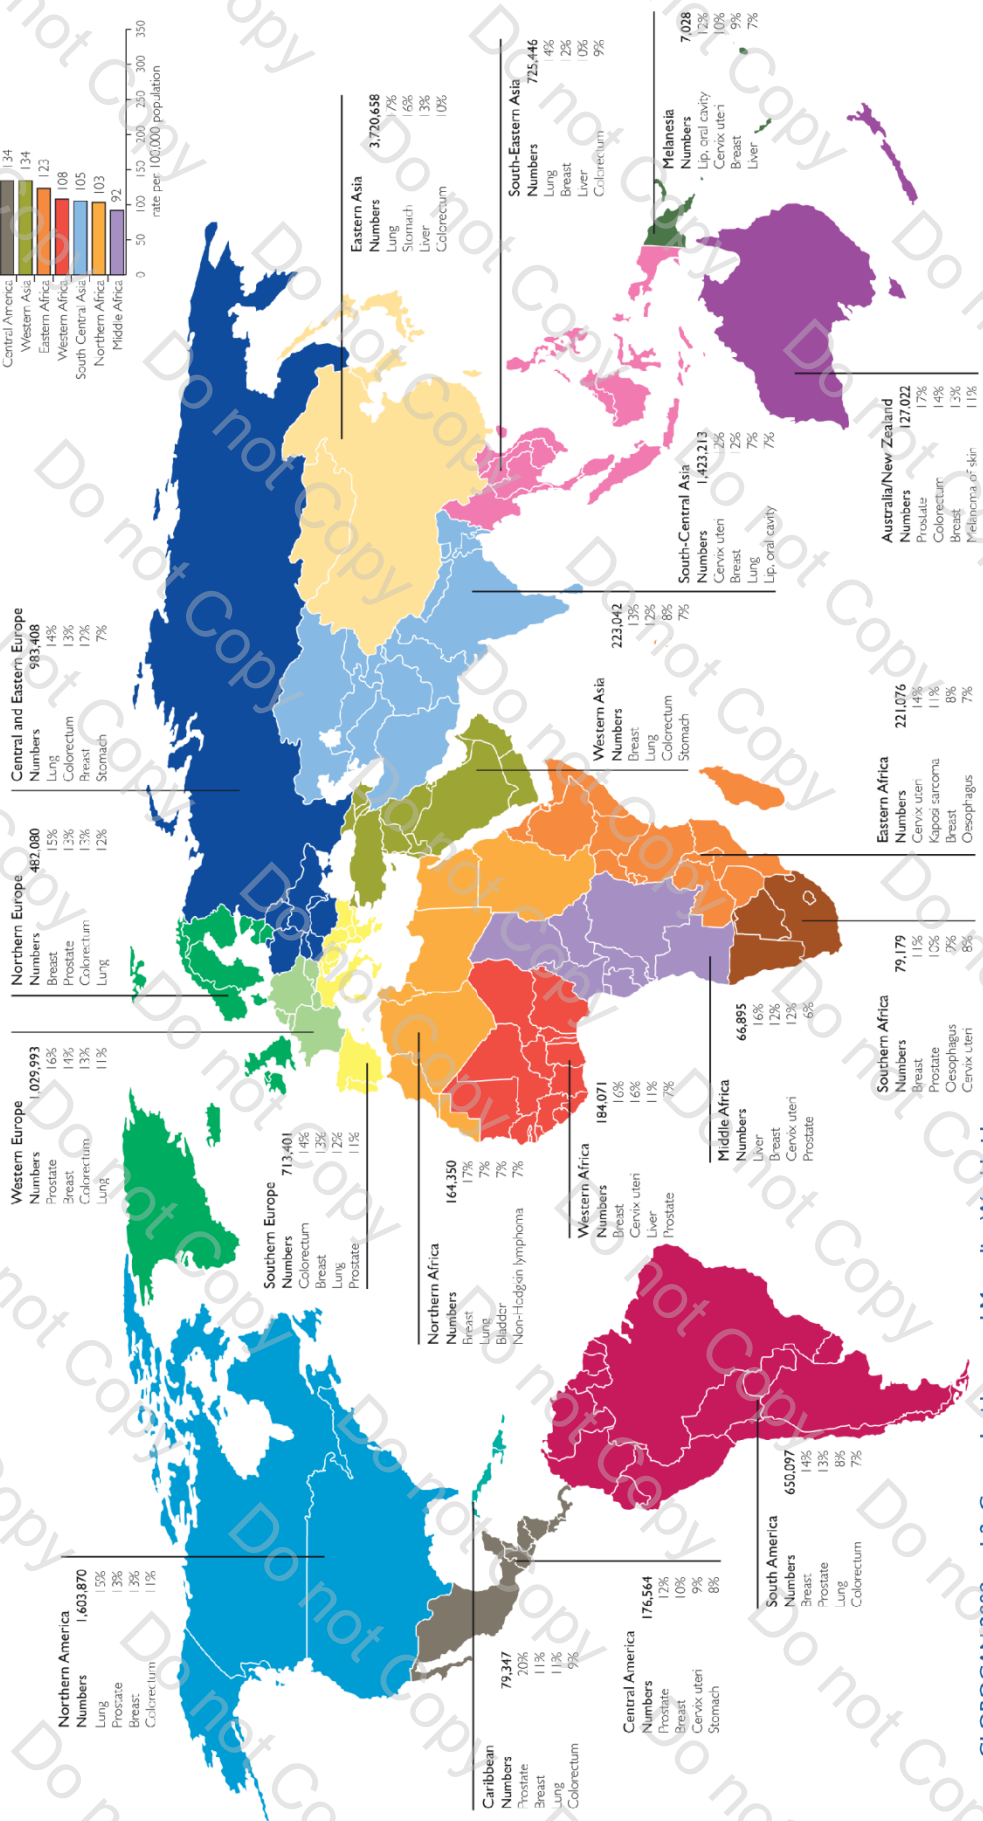 Central America 134
Western Asia 134
Eastern Africa 123
Western Africa 108
South Central Asia 105
Northern Africa 103
Middle Africa 92
0 50 100 150 200 250 300 350
rate per 100,000 population
Northern America
Numbers 1,603,870
Lung 15%
Prostate 13%
Breast 13%
Colorectum 11%
Western Europe
Numbers 1,029,993
Prostate 16%
Breast 14%
Colorectum 13%
Lung 11%
Northern Europe
Numbers 482,080
Breast 15%
Prostate 13%
Colorectum 13%
Lung 12%
Central and Eastern Europe
Numbers 983,408
Lung 14%
Colorectum 13%
Breast 12%
Stomach 7%
Eastern Asia
Numbers 3,720,658
Lung 17%
Stomach 16%
Liver 13%
Colorectum 10%
Southern Europe
Numbers 713,401
Colorectum 14%
Breast 13%
Lung 12%
Prostate 11%
South-Eastern Asia
Numbers 725,446
Lung 14%
Breast 12%
Liver 10%
Colorectum 9%
Northern Africa
Numbers 164,350
Breast 17%
Lung 7%
Bladder 7%
Non-Hodgkin lymphoma 7%
Melanesia
Numbers 7,028
Lip, oral cavity 12%
Cervix uteri 10%
Breast 9%
Liver 7%
Caribbean
Numbers 79,347
Prostate 20%
Breast 11%
Lung 11%
Colorectum 9%
Western Africa
Numbers 184,071
Breast 16%
Cervix uteri 16%
Liver 11%
Prostate 7%
Western Asia
Numbers 223,042
Breast 13%
Lung 12%
Colorectum 8%
Stomach 7%
South-Central Asia
Numbers 1,423,213
Cervix uteri 12%
Breast 12%
Lung 7%
Lip, oral cavity 7%
Central America
Numbers 176,564
Prostate 12%
Breast 10%
Cervix uteri 9%
Stomach 8%
Middle Africa
Numbers 66,895
Liver 16%
Breast 12%
Cervix uteri 12%
Prostate 6%
South America
Numbers 650,097
Breast 14%
Prostate 13%
Lung 8%
Colorectum 7%
Southern Africa
Numbers 79,179
Breast 11%
Prostate 10%
Oesophagus 9%
Cervix uteri 8%
Eastern Africa
Numbers 221,076
Cervix uteri 14%
Kaposi sarcoma 11%
Breast 8%
Oesophagus 7%
Australia/New Zealand
Numbers 127,022
Prostate 17%
Colorectum 14%
Breast 13%
Melanoma of skin 11%
Do not Copy